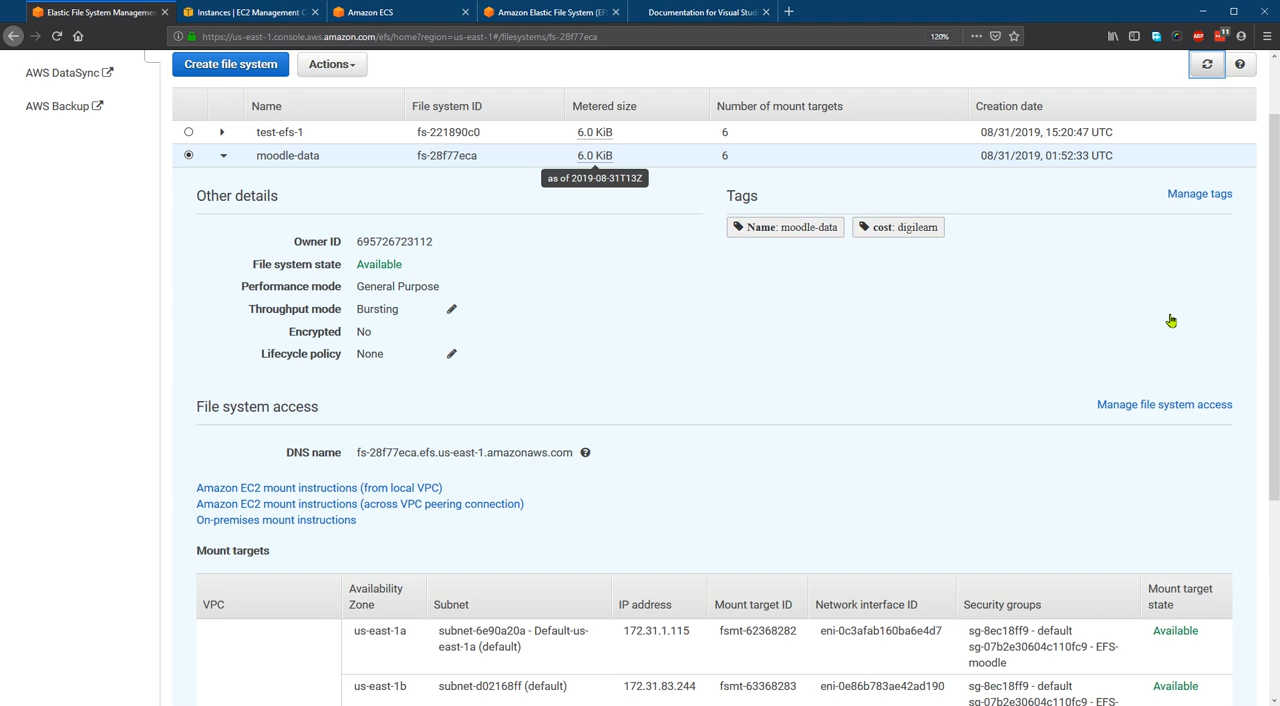 Elastic File System Manageme
Instances | EC2 Management C
Amazon ECS
Amazon Elastic File System (EF
Documentation for Visual Stud
https://us-east-1.console.aws.amazon.com/efs/home?region=us-east-1#/filesystems/fs-28f77eca
120%
11
AWS DataSync
AWS Backup
Create file system
Actions
Name
File system ID
Metered size
Number of mount targets
Creation date
test-efs-1
fs-221890c0
6.0 KiB
6
08/31/2019, 15:20:47 UTC
moodle-data
fs-28f77eca
6.0 KiB
6
08/31/2019, 01:52:33 UTC
as of 2019-08-31T13Z
Other details
Owner ID 695726723112
File system state Available
Performance mode General Purpose
Throughput mode Bursting
Encrypted No
Lifecycle policy None
Tags
Manage tags
Name: moodle-data
cost: digilearn
File system access
Manage file system access
DNS name fs-28f77eca.efs.us-east-1.amazonaws.com
Amazon EC2 mount instructions (from local VPC)
Amazon EC2 mount instructions (across VPC peering connection)
On-premises mount instructions
Mount targets
VPC
Availability
Zone
Subnet
IP address
Mount target ID
Network interface ID
Security groups
Mount target
state
us-east-1a
subnet-6e90a20a - Default-us-
east-1a (default)
172.31.1.115
fsmt-62368282
eni-0c3afab160ba6e4d7
sg-8ec18ff9 - default
sg-07b2e30604c110fc9 - EFS-
moodle
Available
us-east-1b
subnet-d02168ff (default)
172.31.83.244
fsmt-63368283
eni-0e86b783ae42ad190
sg-8ec18ff9 - default
sg-07b2e30604c110fc9 - EFS-
Available